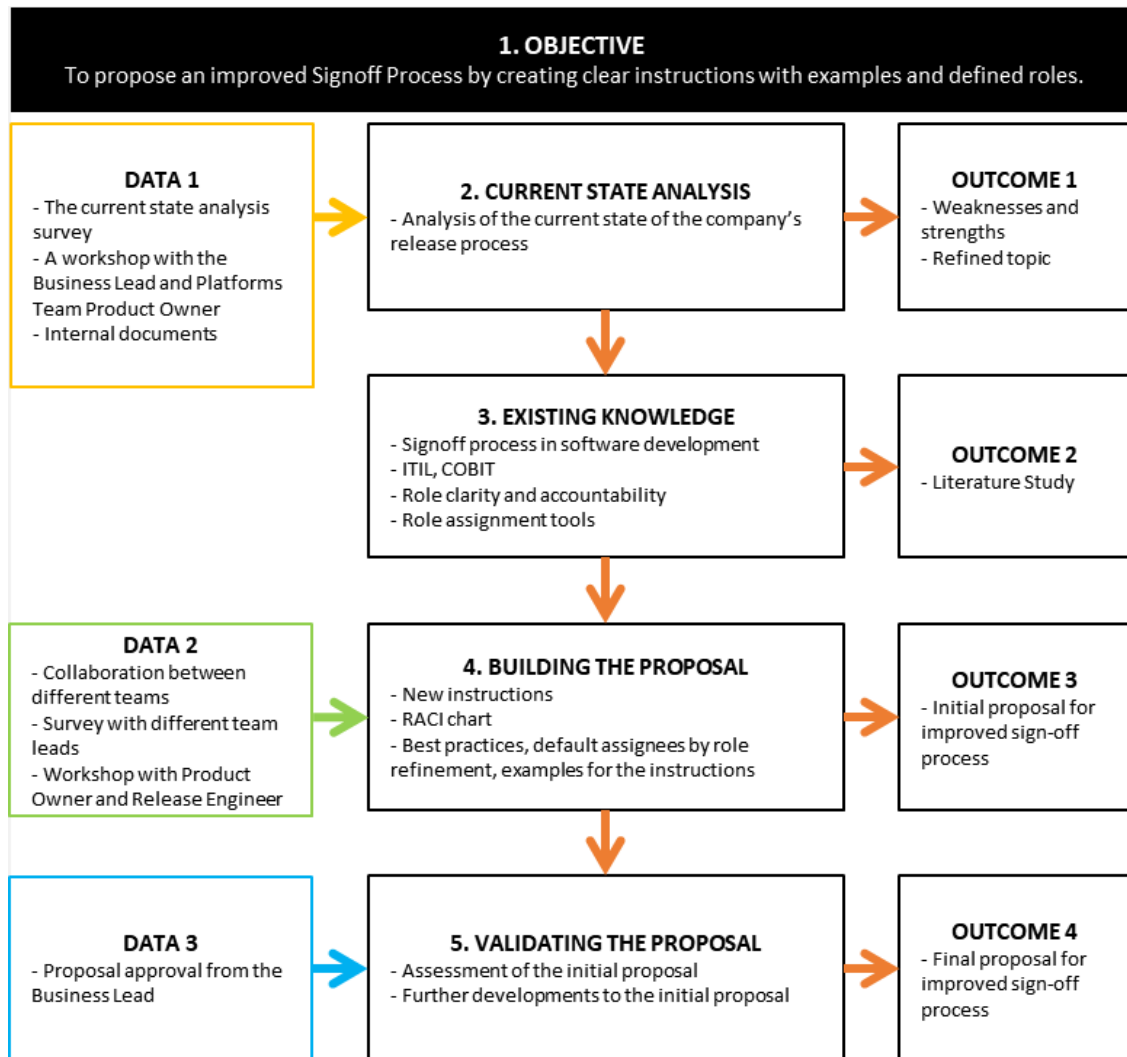 1. OBJECTIVE
To propose an improved Signoff Process by creating clear instructions with examples and defined roles.
DATA 1
- The current state analysis
survey
- A workshop with the
Business Lead and Platforms
Team Product Owner
- Internal documents
2. CURRENT STATE ANALYSIS
- Analysis of the current state of the company's
release process
OUTCOME 1
- Weaknesses and
strengths
- Refined topic
3. EXISTING KNOWLEDGE
- Signoff process in software development
- ITIL, COBIT
- Role clarity and accountability
- Role assignment tools
OUTCOME 2
- Literature Study
DATA 2
- Collaboration between
different teams
- Survey with different team
leads
- Workshop with Product
Owner and Release Engineer
4. BUILDING THE PROPOSAL
- New instructions
- RACI chart
- Best practices, default assignees by role
refinement, examples for the instructions
OUTCOME 3
- Initial proposal for
improved sign-off
process
DATA 3
- Proposal approval from the
Business Lead
5. VALIDATING THE PROPOSAL
- Assessment of the initial proposal
- Further developments to the initial proposal
OUTCOME 4
- Final proposal for
improved sign-off
process